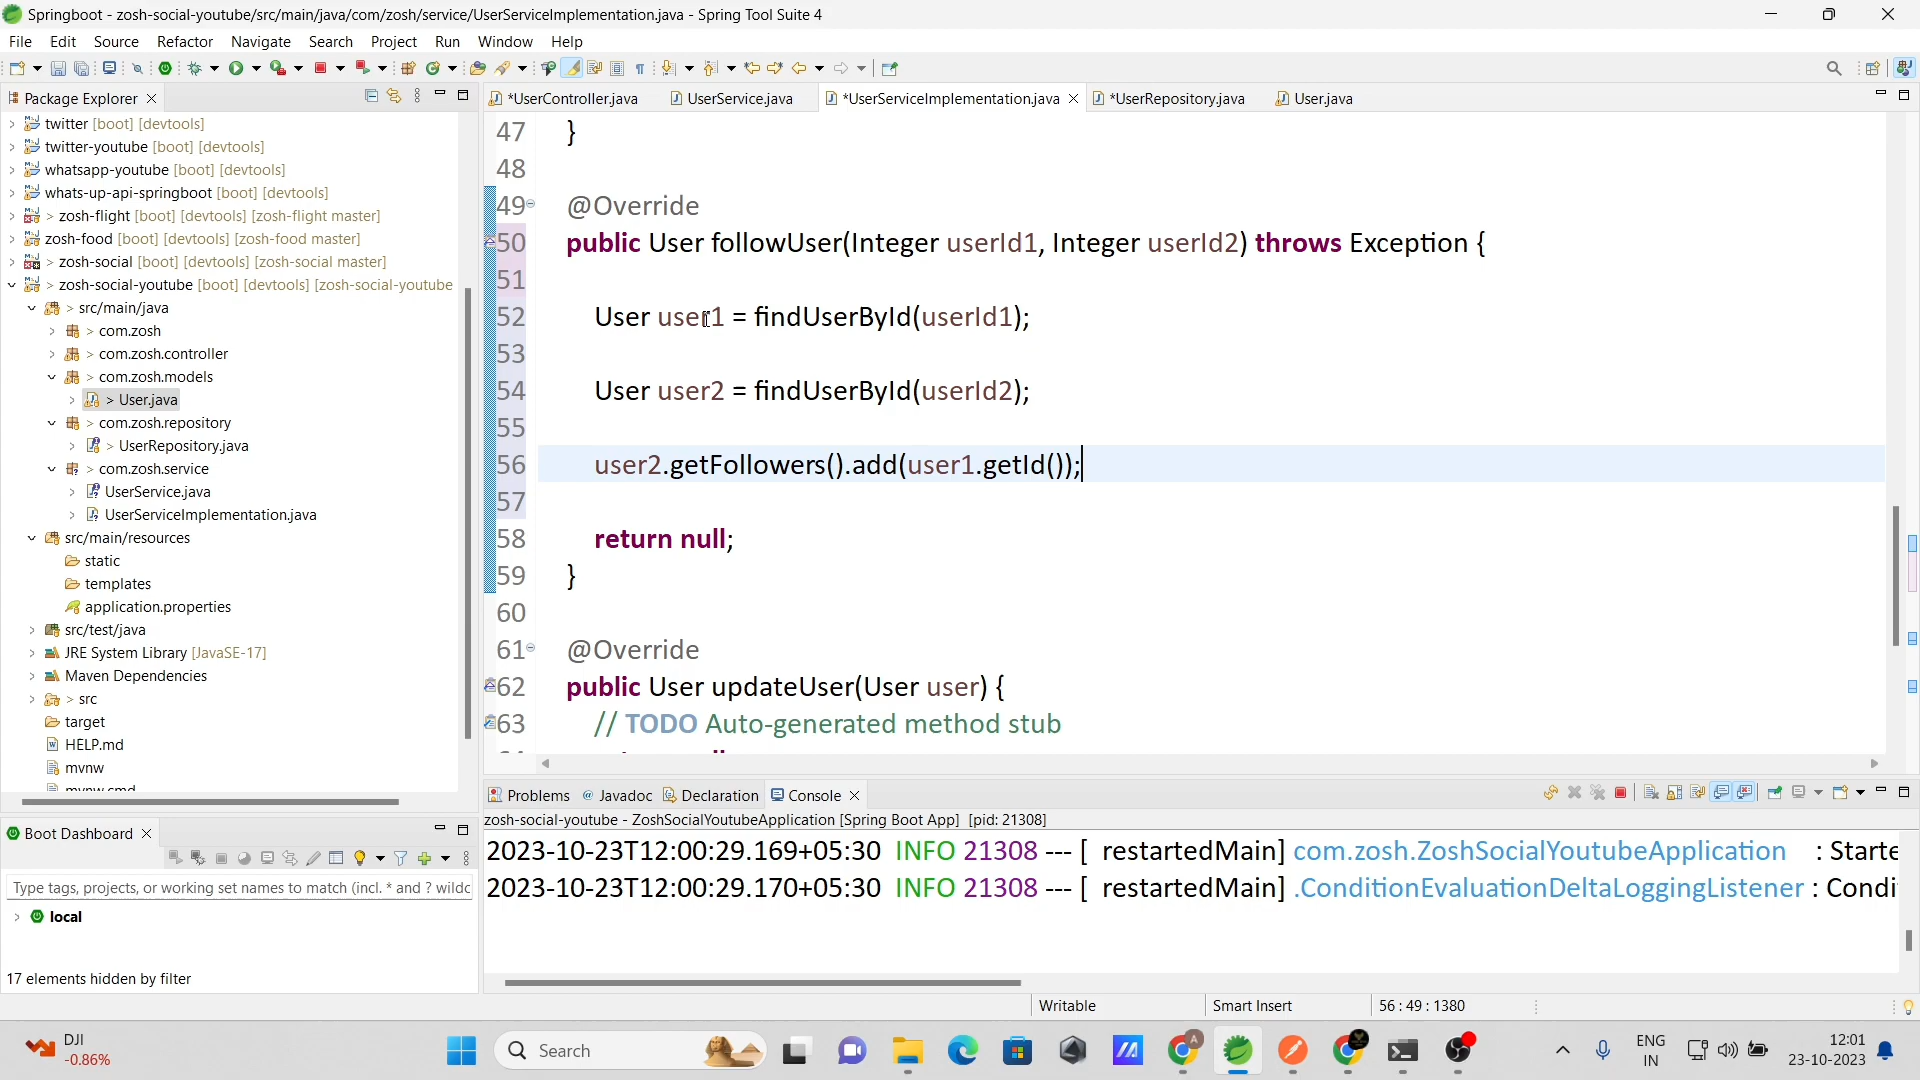 Springboot - zosh-social-youtube/src/main/java/com/zosh/service/UserServiceImplementation.java - Spring Tool Suite 4
File Edit Source Refactor Navigate Search Project Run Window Help
Package Explorer
twitter [boot] [devtools]
twitter-youtube [boot] [devtools]
whatsapp-youtube [boot] [devtools]
whats-up-api-springboot [boot] [devtools]
> zosh-flight [boot] [devtools] [zosh-flight master]
zosh-food [boot] [devtools] [zosh-food master]
> zosh-social [boot] [devtools] [zosh-social master]
> zosh-social-youtube [boot] [devtools] [zosh-social-youtube
> src/main/java
> com.zosh
> com.zosh.controller
> com.zosh.models
> User.java
> com.zosh.repository
> UserRepository.java
> com.zosh.service
UserService.java
UserServiceImplementation.java
src/main/resources
static
templates
application.properties
src/test/java
JRE System Library [JavaSE-17]
Maven Dependencies
> src
target
HELP.md
mvnw
mvnw.cmd
*UserController.java UserService.java *UserServiceImplementation.java *UserRepository.java User.java
47 }
48
49 @Override
50 public User followUser(Integer userId1, Integer userId2) throws Exception {
51
52 User user1 = findUserById(userId1);
53
54 User user2 = findUserById(userId2);
55
56 user2.getFollowers().add(user1.getId());
57
58 return null;
59 }
60
61 @Override
62 public User updateUser(User user) {
63 // TODO Auto-generated method stub
Problems @ Javadoc Declaration Console
zosh-social-youtube - ZoshSocialYoutubeApplication [Spring Boot App] [pid: 21308]
2023-10-23T12:00:29.169+05:30 INFO 21308 --- [ restartedMain] com.zosh.ZoshSocialYoutubeApplication : Starte
2023-10-23T12:00:29.170+05:30 INFO 21308 --- [ restartedMain] .ConditionEvaluationDeltaLoggingListener : Condi
Boot Dashboard
Type tags, projects, or working set names to match (incl. * and ? wildc
local
17 elements hidden by filter
Writable Smart Insert 56 : 49 : 1380
DJI
-0.86%
Search
ENG
IN
12:01
23-10-2023